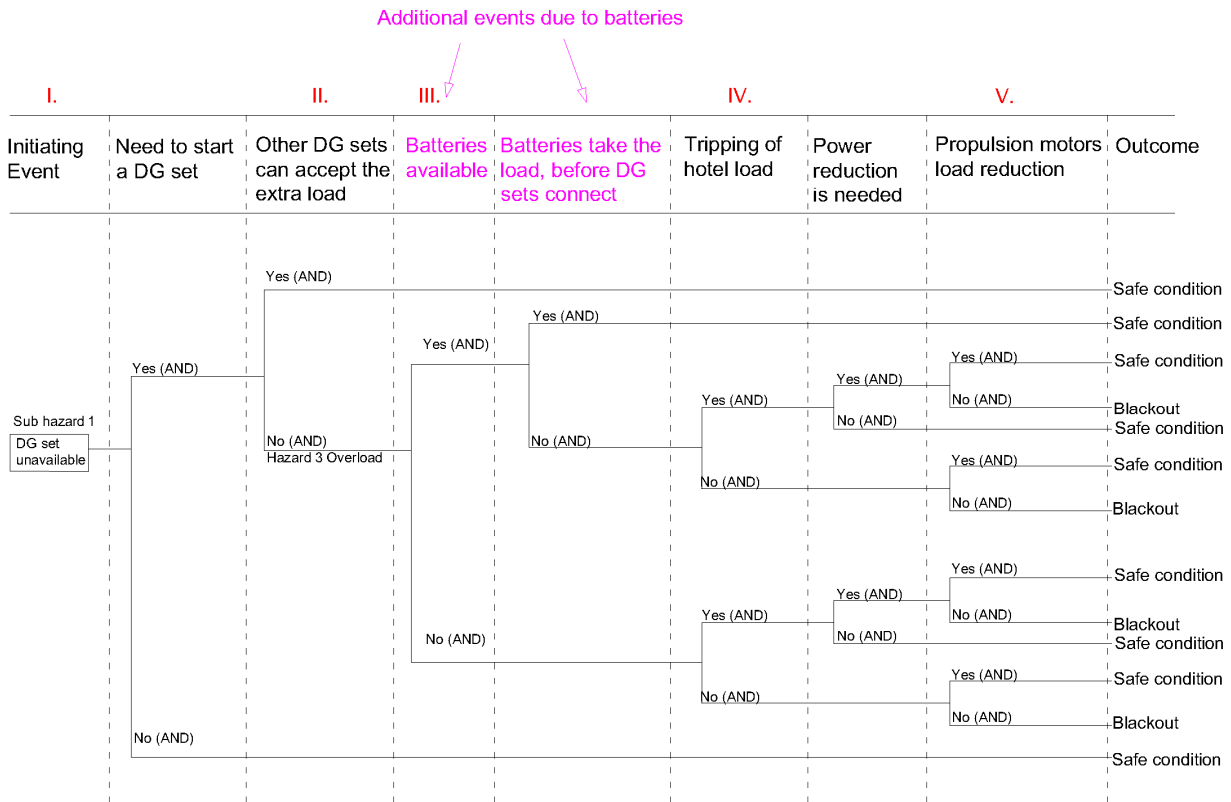 Additional events due to batteries
I.
II.
III.
IV.
V.
Initiating
Event
Need to start
a DG set
Other DG sets
can accept the
extra load
Batteries
available
Batteries take the
load, before DG
sets connect
Tripping of
hotel load
Power
reduction
is needed
Propulsion motors
load reduction
Outcome
Yes (AND)
Safe condition
Yes (AND)
Safe condition
Yes (AND)
Yes (AND)
Safe condition
Yes (AND)
Yes (AND)
Yes (AND)
No (AND)
Blackout
Sub hazard 1
No (AND)
Safe condition
DG set
unavailable
No (AND)
Hazard 3 Overload
No (AND)
Yes (AND)
Safe condition
No (AND)
No (AND)
Blackout
Yes (AND)
Safe condition
Yes (AND)
Yes (AND)
No (AND)
Blackout
No (AND)
No (AND)
Safe condition
Yes (AND)
Safe condition
No (AND)
No (AND)
Blackout
No (AND)
Safe condition